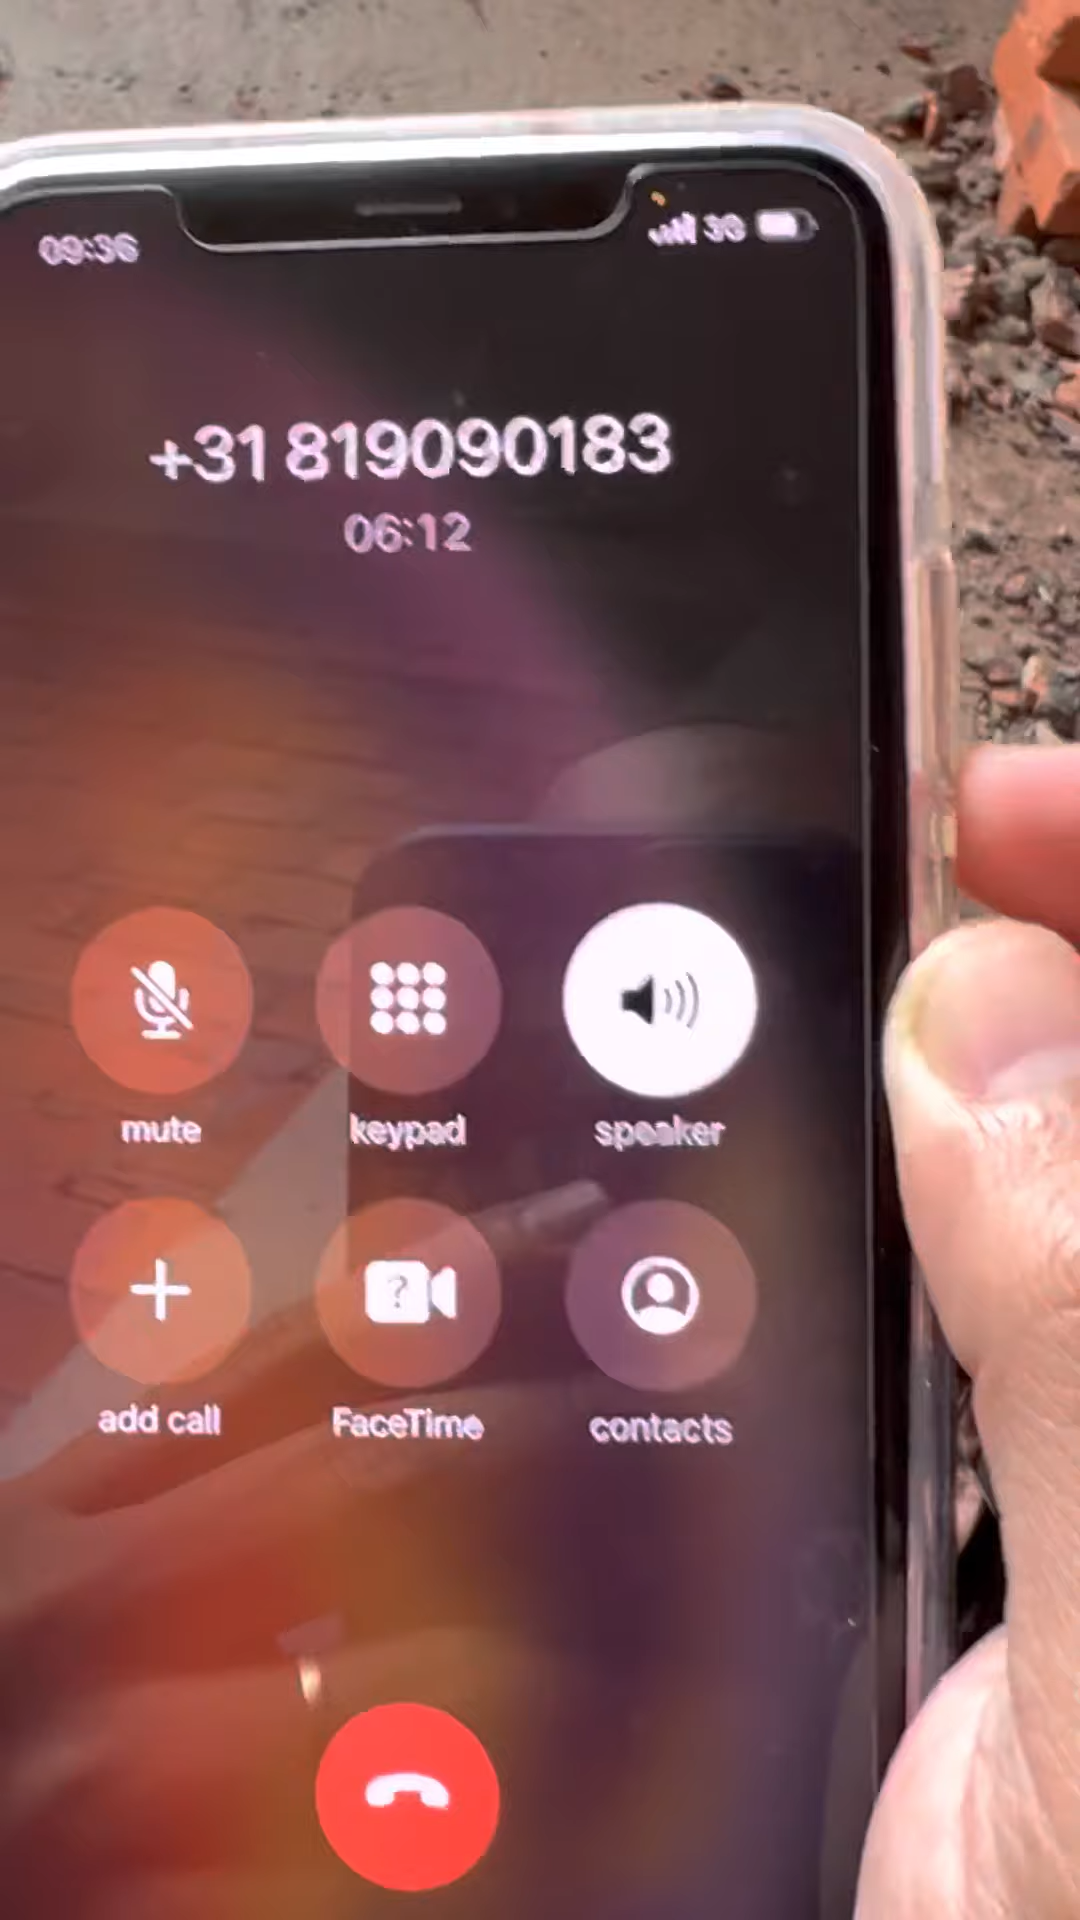 09:36
3G
+31 819090183
06:12
mute
keypad
speaker
?
add call
FaceTime
contacts